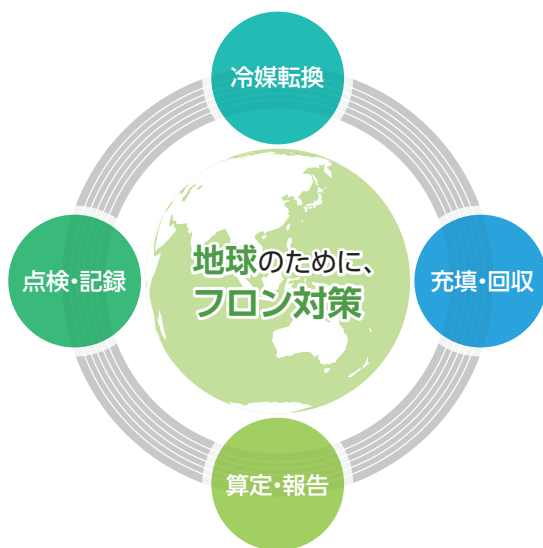 冷媒転換
点検・記録
地球のために、
フロン対策
充填・回収
算定・報告